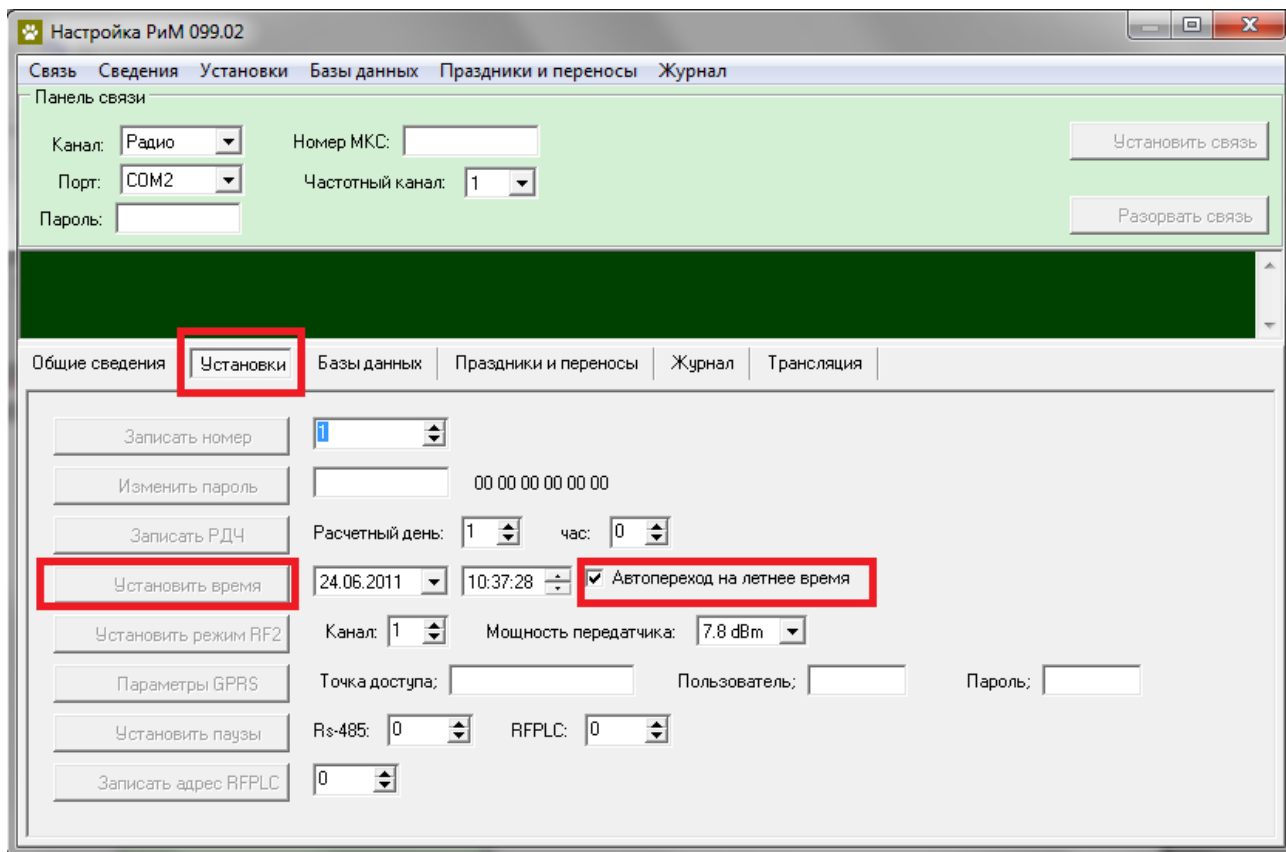 Настройка РиМ 099.02
Связь Сведения Установки Базы данных Праздники и переносы Журнал
Панель связи
Канал: Радио Номер МКС: Установить связь
Порт: COM2 Частотный канал: 1
Пароль: Разорвать связь
Общие сведения Установки Базы данных Праздники и переносы Журнал Трансляция
Записать номер 1
Изменить пароль 00 00 00 00 00 00
Записать РДЧ Расчетный день: 1 час: 0
Установить время 24.06.2011 10:37:28 Автопереход на летнее время
Установить режим RF2 Канал: 1 Мощность передатчика: 7.8 dBm
Параметры GPRS Точка доступа; Пользователь; Пароль;
Установить паузы Rs-485: 0 RFPLC: 0
Записать адрес RFPLC 0